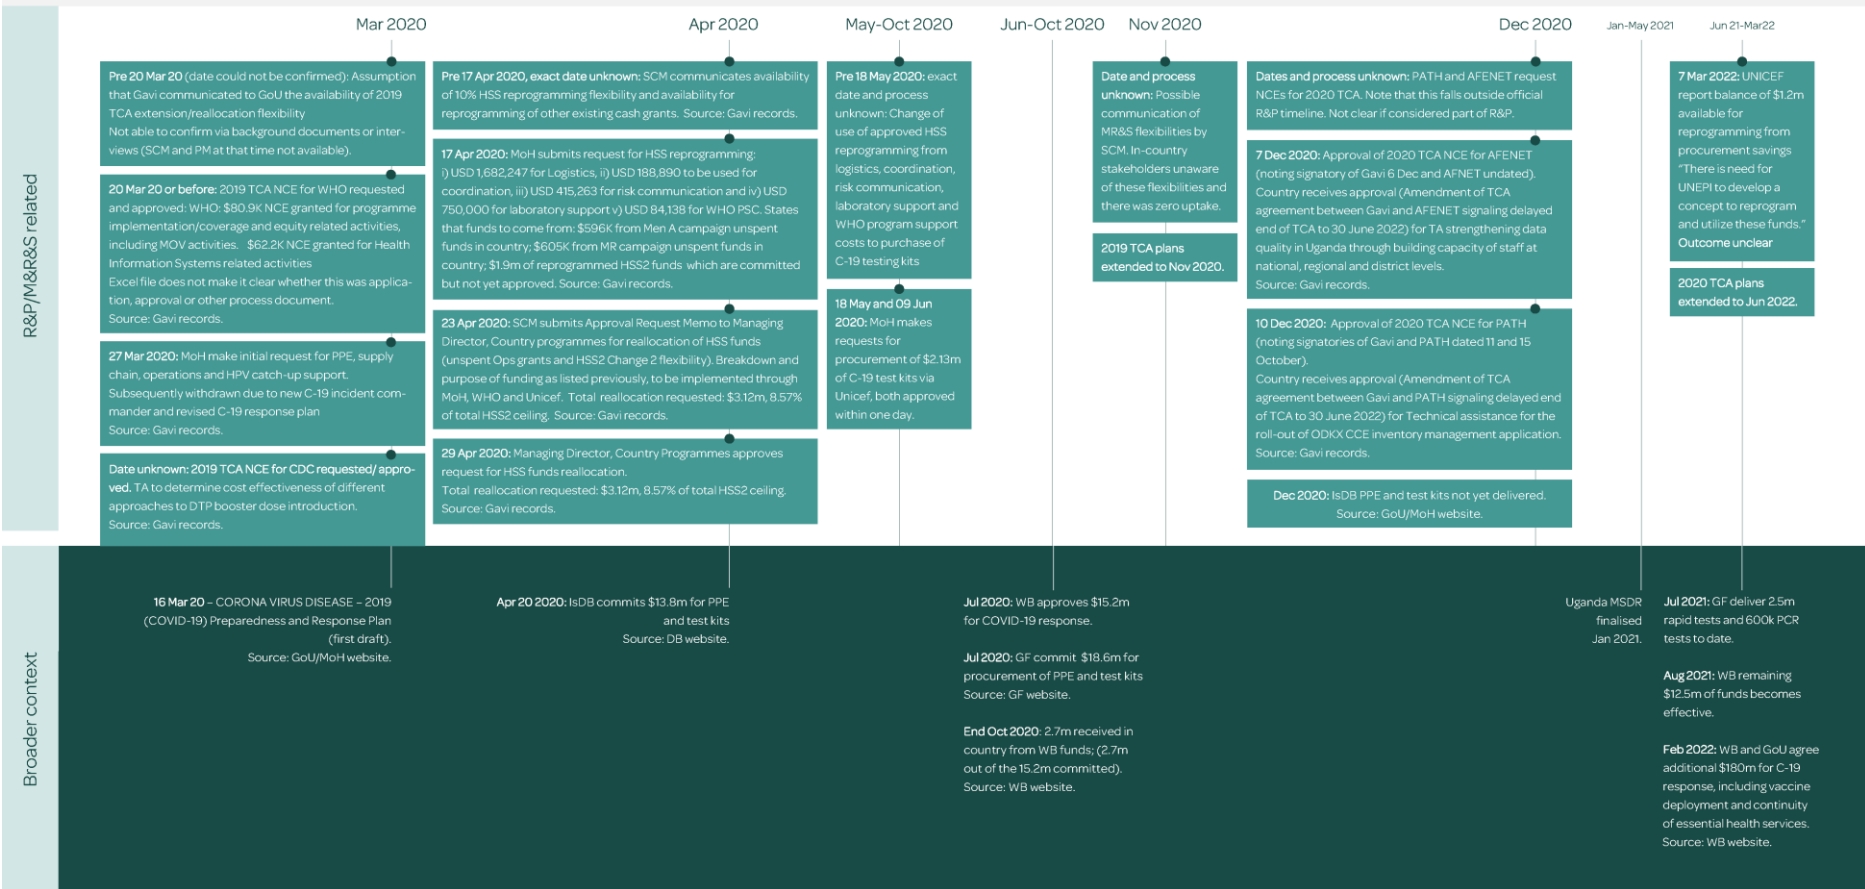 Mar 2020
Apr 2020
May-Oct 2020
Jun-Oct 2020
Nov 2020
Dec 2020
Jan-May 2021
Jun 21-Mar22
R&P/M&R&S related
Pre 20 Mar 20 (date could not be confirmed): Assumption
that Gavi communicated to GoU the availability of 2019
TCA extension/reallocation flexibility
Not able to confirm via background documents or inter-
views (SCM and PM at that time not available).
20 Mar 20 or before: 2019 TCA NCE for WHO requested
and approved: WHO: $80.9K NCE granted for programme
implementation/coverage and equity related activities,
including MOV activities. $62.2K NCE granted for Health
Information Systems related activities
Excel file does not make it clear whether this was applica-
tion, approval or other process document.
Source: Gavi records.
27 Mar 2020: MoH make initial request for PPE, supply
chain, operations and HPV catch-up support.
Subsequently withdrawn due to new C-19 incident com-
mander and revised C-19 response plan
Source: Gavi records.
Date unknown: 2019 TCA NCE for CDC requested/ appro-
ved. TA to determine cost effectiveness of different
approaches to DTP booster dose introduction.
Source: Gavi records.
Pre 17 Apr 2020, exact date unknown: SCM communicates availability
of 10% HSS reprogramming flexibility and availability for
reprogramming of other existing cash grants. Source: Gavi records.
17 Apr 2020: MoH submits request for HSS reprogramming:
i) USD 1,682,247 for Logistics, ii) USD 188,890 to be used for
coordination, iii) USD 415,263 for risk communication and iv) USD
750,000 for laboratory support v) USD 84,138 for WHO PSC. States
that funds to come from: $596K from Men A campaign unspent
funds in country; $605K from MR campaign unspent funds in
country; $1.9m of reprogrammed HSS2 funds which are committed
but not yet approved. Source: Gavi records.
23 Apr 2020: SCM submits Approval Request Memo to Managing
Director, Country programmes for reallocation of HSS funds
(unspent Ops grants and HSS2 Change 2 flexibility). Breakdown and
purpose of funding as listed previously, to be implemented through
MoH, WHO and Unicef. Total reallocation requested: $3.12m, 8.57%
of total HSS2 ceiling. Source: Gavi records.
29 Apr 2020: Managing Director, Country Programmes approves
request for HSS funds reallocation.
Total reallocation requested: $3.12m, 8.57% of total HSS2 ceiling.
Source: Gavi records.
Pre 18 May 2020: exact
date and process
unknown: Change of
use of approved HSS
reprogramming from
logistics, coordination,
risk communication,
laboratory support and
WHO program support
costs to purchase of
C-19 testing kits
18 May and 09 Jun
2020: MoH makes
requests for
procurement of $2.13m
of C-19 test kits via
Unicef, both approved
within one day.
Date and process
unknown: Possible
communication of
MR&S flexibilities by
SCM. In-country
stakeholders unaware
of these flexibilities and
there was zero uptake.
2019 TCA plans
extended to Nov 2020.
Dates and process unknown: PATH and AFENET request
NCEs for 2020 TCA. Note that this falls outside official
R&P timeline. Not clear if considered part of R&P.
7 Dec 2020: Approval of 2020 TCA NCE for AFENET
(noting signatory of Gavi 6 Dec and AFNET undated).
Country receives approval (Amendment of TCA
agreement between Gavi and AFENET signaling delayed
end of TCA to 30 June 2022) for TA strengthening data
quality in Uganda through building capacity of staff at
national, regional and district levels.
Source: Gavi records.
10 Dec 2020: Approval of 2020 TCA NCE for PATH
(noting signatories of Gavi and PATH dated 11 and 15
October).
Country receives approval (Amendment of TCA
agreement between Gavi and PATH signaling delayed end
of TCA to 30 June 2022) for Technical assistance for the
roll-out of ODKX CCE inventory management application.
Source: Gavi records.
Dec 2020: IsDB PPE and test kits not yet delivered.
Source: GoU/MoH website.
7 Mar 2022: UNICEF
report balance of $1.2m
available for
reprogramming from
procurement savings
"There is need for
UNEPI to develop a
concept to reprogram
and utilize these funds."
Outcome unclear
2020 TCA plans
extended to Jun 2022.
Broader context
16 Mar 20 – CORONA VIRUS DISEASE – 2019
(COVID-19) Preparedness and Response Plan
(first draft).
Source: GoU/MoH website.
Apr 20 2020: IsDB commits $13.8m for PPE
and test kits
Source: DB website.
Jul 2020: WB approves $15.2m
for COVID-19 response.
Jul 2020: GF commit $18.6m for
procurement of PPE and test kits
Source: GF website.
End Oct 2020: 2.7m received in
country from WB funds; (2.7m
out of the 15.2m committed).
Source: WB website.
Uganda MSDR
finalised
Jan 2021.
Jul 2021: GF deliver 2.5m
rapid tests and 600k PCR
tests to date.
Aug 2021: WB remaining
$12.5m of funds becomes
effective.
Feb 2022: WB and GoU agree
additional $180m for C-19
response, including vaccine
deployment and continuity
of essential health services.
Source: WB website.